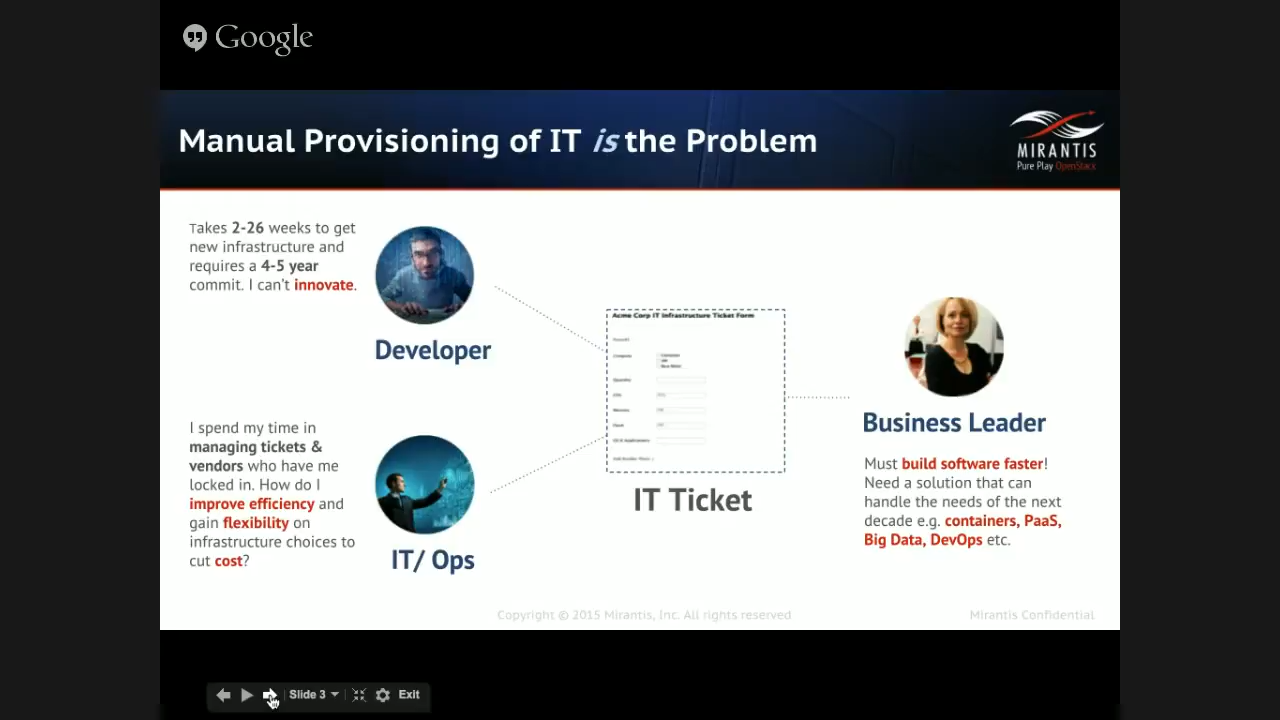 Google
Manual Provisioning of IT is the Problem
MIRANTIS
Pure Play OpenStack
Takes 2-26 weeks to get
new infrastructure and
requires a 4-5 year
commit. I can't innovate.
Developer
I spend my time in
managing tickets &
vendors who have me
locked in. How do I
improve efficiency and
gain flexibility on
infrastructure choices to
cut cost?
IT/ Ops
Acme Corp IT Infrastructure Ticket Form
IT Ticket
Business Leader
Must build software faster!
Need a solution that can
handle the needs of the next
decade e.g. containers, PaaS,
Big Data, DevOps etc.
Copyright © 2015 Mirantis, Inc. All rights reserved
Mirantis Confidential
Slide 3
Exit